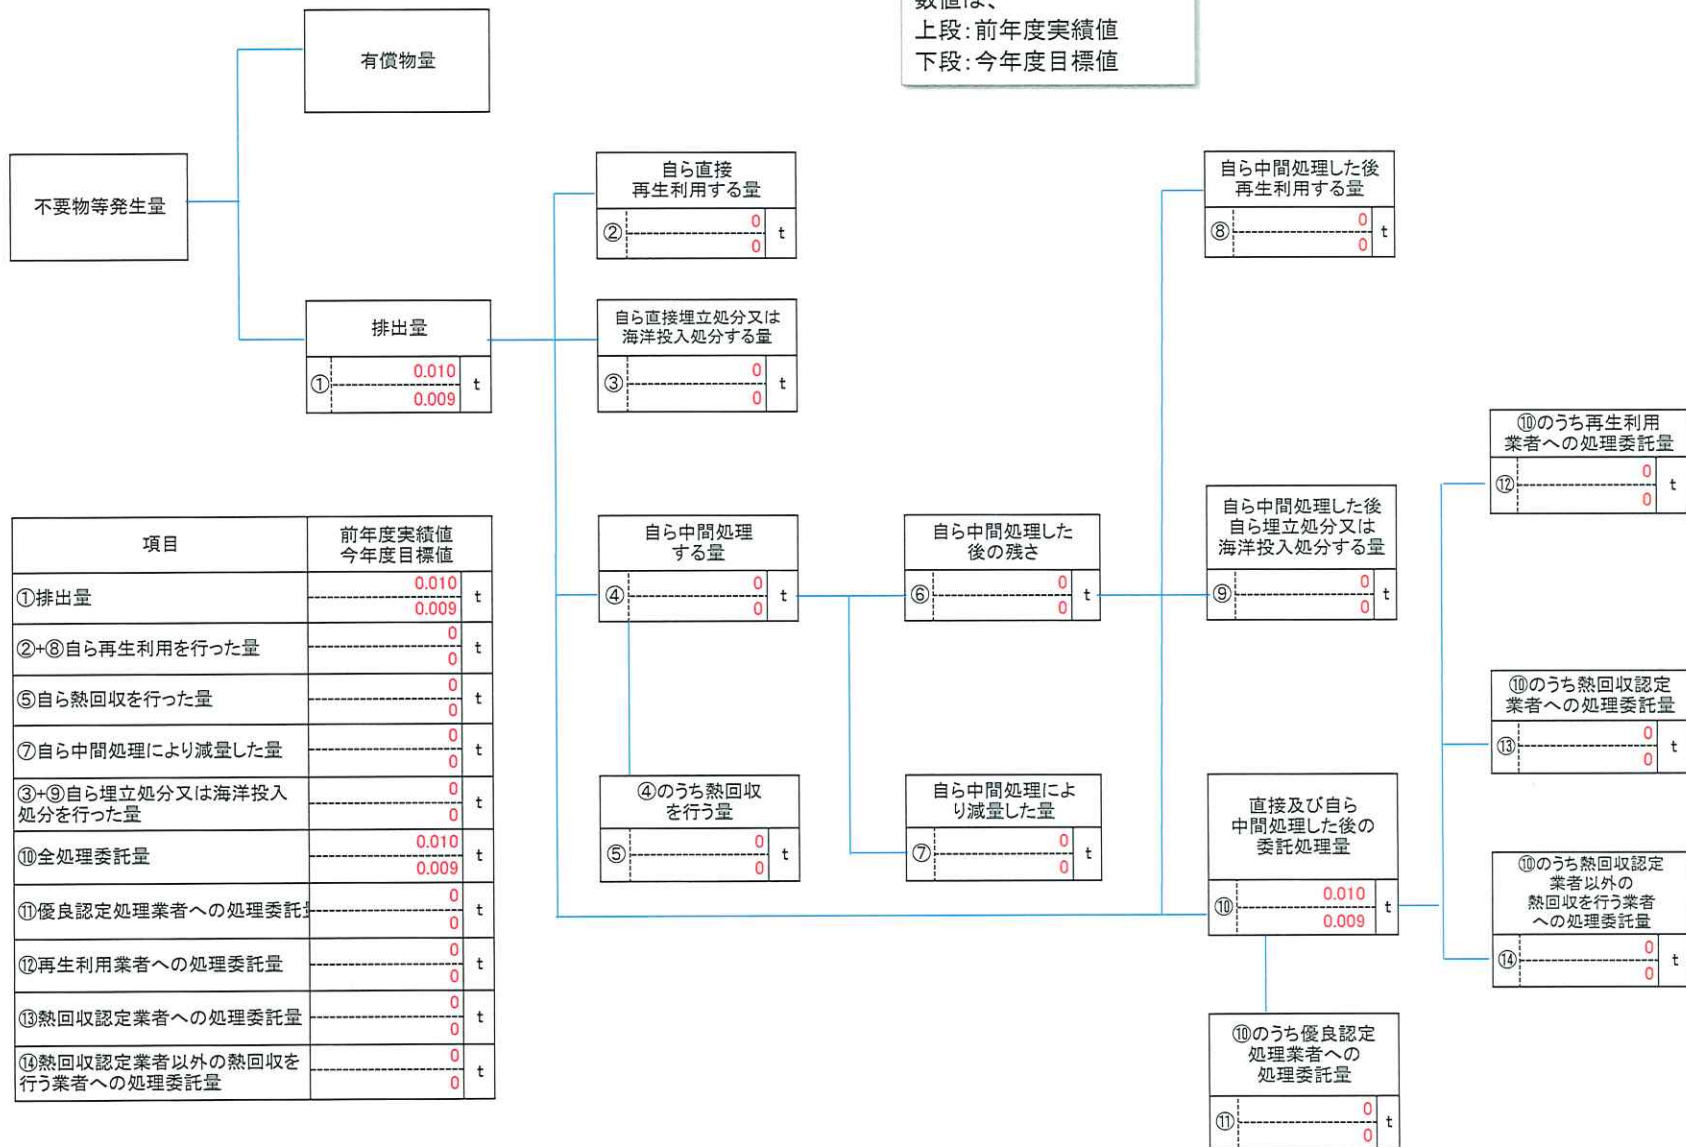 数値は、
上段:前年度実績値
下段:今年度目標値
有償物量
不要物等発生量
排出量
①
0.010
0.009
t
自ら直接
再生利用する量
②
0
0
t
自ら直接埋立処分又は
海洋投入処分する量
③
0
0
t
自ら中間処理
する量
④
0
0
t
④のうち熱回収
を行う量
⑤
0
0
t
自ら中間処理した
後の残さ
⑥
0
0
t
自ら中間処理によ
り減量した量
⑦
0
0
t
自ら中間処理した後
再生利用する量
⑧
0
0
t
自ら中間処理した後
自ら埋立処分又は
海洋投入処分する量
⑨
0
0
t
直接及び自ら
中間処理した後の
委託処理量
⑩
0.010
0.009
t
⑩のうち優良認定
処理業者への
処理委託量
⑪
0
0
t
⑩のうち再生利用
業者への処理委託量
⑫
0
0
t
⑩のうち熱回収認定
業者への処理委託量
⑬
0
0
t
⑩のうち熱回収認定
業者以外の
熱回収を行う業者
への処理委託量
⑭
0
0
t
項目
前年度実績値
今年度目標値
①排出量
0.010
0.009
t
②+⑧自ら再生利用を行った量
0
0
t
⑤自ら熱回収を行った量
0
0
t
⑦自ら中間処理により減量した量
0
0
t
③+⑨自ら埋立処分又は海洋投入
処分を行った量
0
0
t
⑩全処理委託量
0.010
0.009
t
⑪優良認定処理業者への処理委託
0
0
t
⑫再生利用業者への処理委託量
0
0
t
⑬熱回収認定業者への処理委託量
0
0
t
⑭熱回収認定業者以外の熱回収を
行う業者への処理委託量
0
0
t